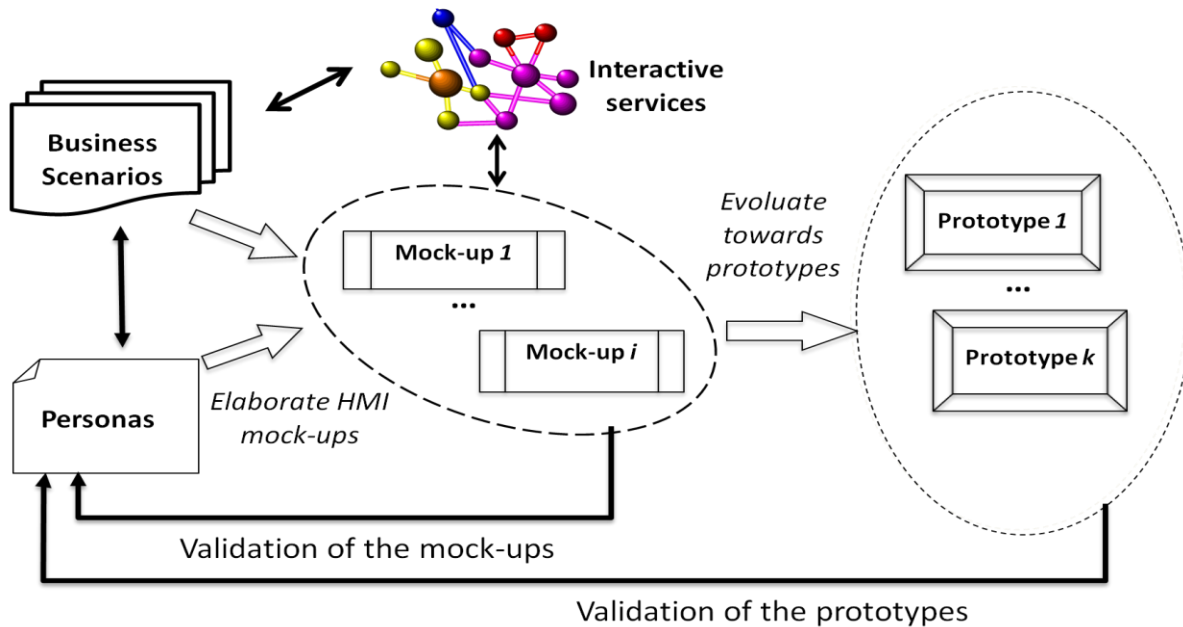 Interactive
services
Business
Scenarios
Mock-up 1
...
Mock-up i
Evoluate
towards
prototypes
Prototype 1
...
Prototype k
Personas
Elaborate HMI
mock-ups
Validation of the mock-ups
Validation of the prototypes